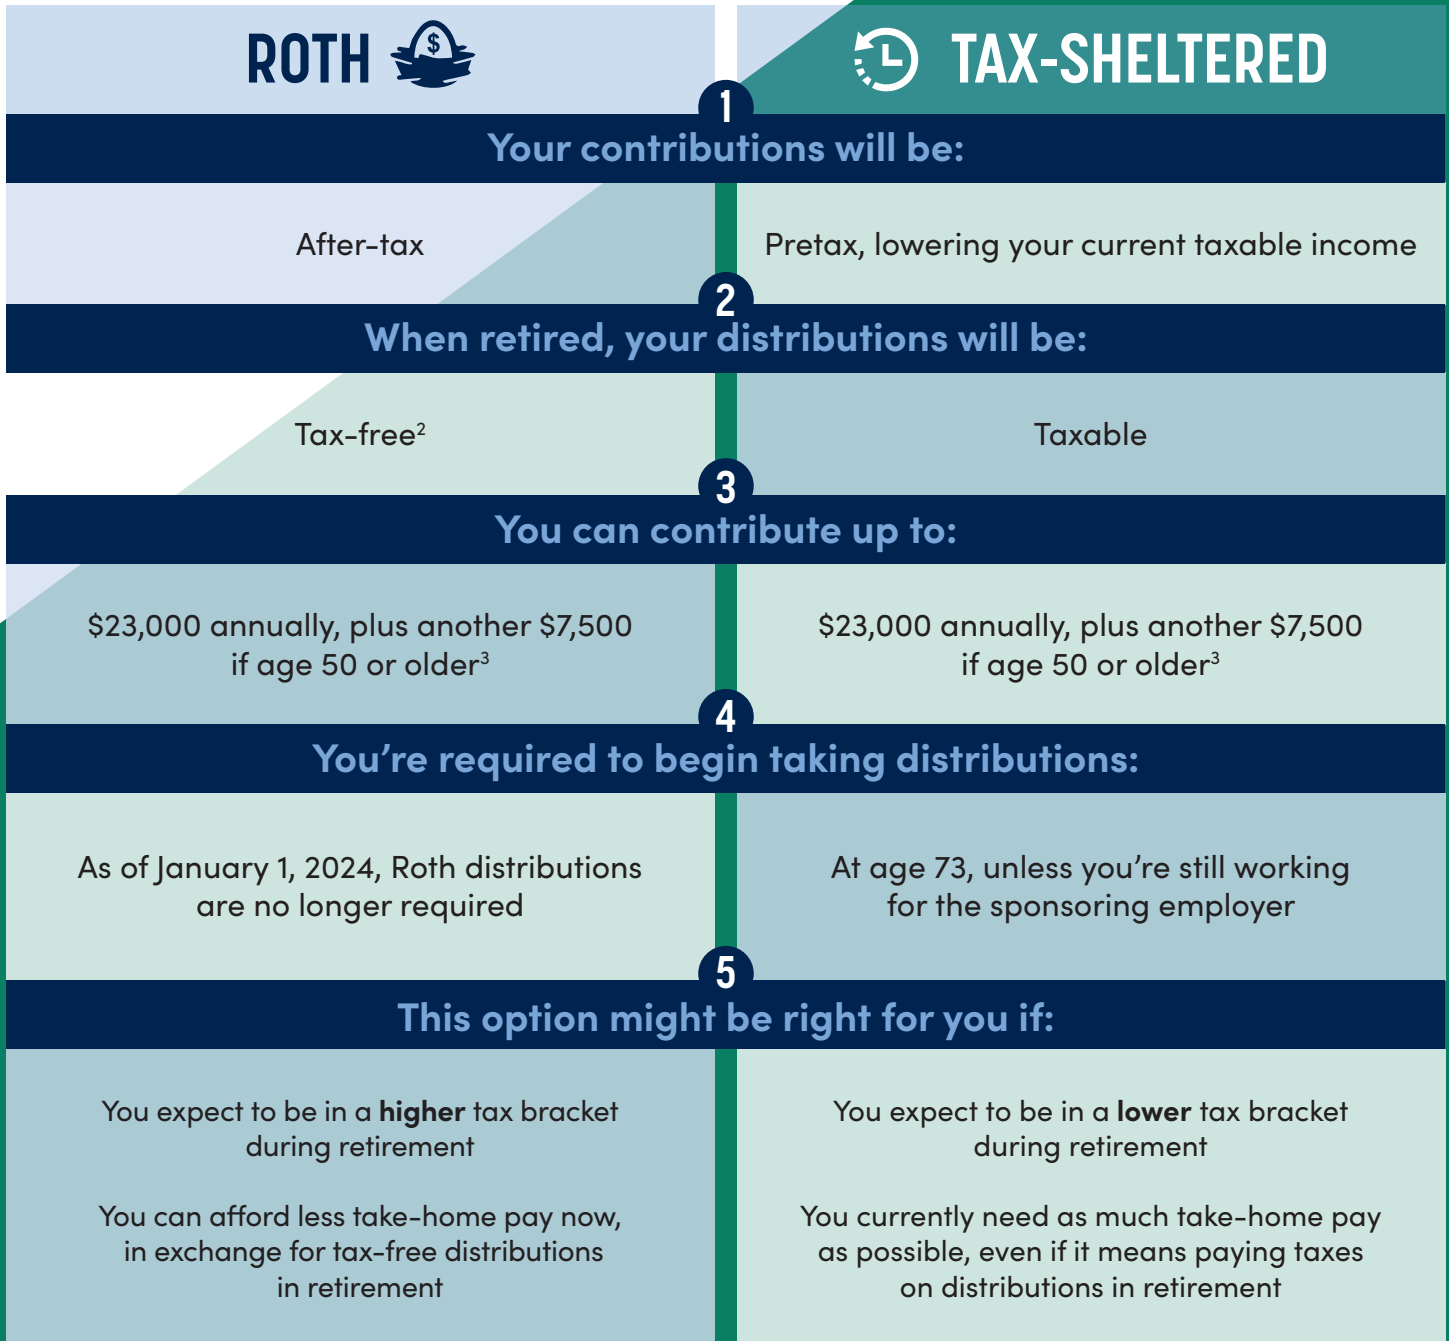 ROTH $
TAX-SHELTERED
1
Your contributions will be:
After-tax
Pretax, lowering your current taxable income
2
When retired, your distributions will be:
Tax-free²
Taxable
3
You can contribute up to:
$23,000 annually, plus another $7,500
if age 50 or older³
$23,000 annually, plus another $7,500
if age 50 or older³
4
You’re required to begin taking distributions:
As of January 1, 2024, Roth distributions
are no longer required
At age 73, unless you’re still working
for the sponsoring employer
5
This option might be right for you if:
You expect to be in a higher tax bracket
during retirement
You can afford less take-home pay now,
in exchange for tax-free distributions
in retirement
You expect to be in a lower tax bracket
during retirement
You currently need as much take-home pay
as possible, even if it means paying taxes
on distributions in retirement